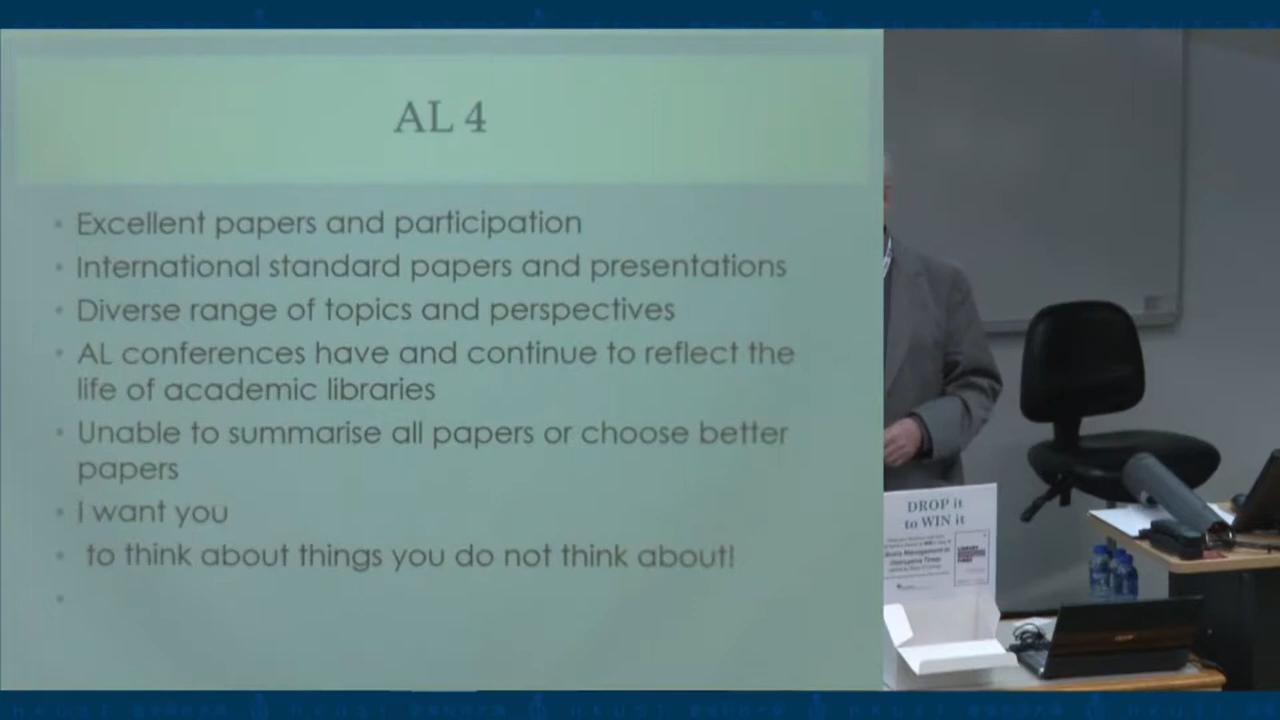 AL 4
• Excellent papers and participation
• International standard papers and presentations
• Diverse range of topics and perspectives
• AL conferences have and continue to reflect the
life of academic libraries
• Unable to summarise all papers or choose better
papers
• I want you
• to think about things you do not think about!
•
DROP it
to WIN it